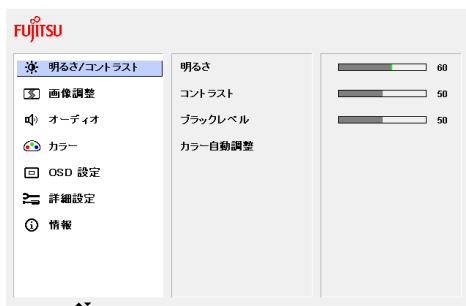 FUJITSU
明るさ/コントラスト
画像調整
オーディオ
カラー
OSD 設定
詳細設定
情報
明るさ
コントラスト
ブラックレベル
カラー自動調整
60
50
50